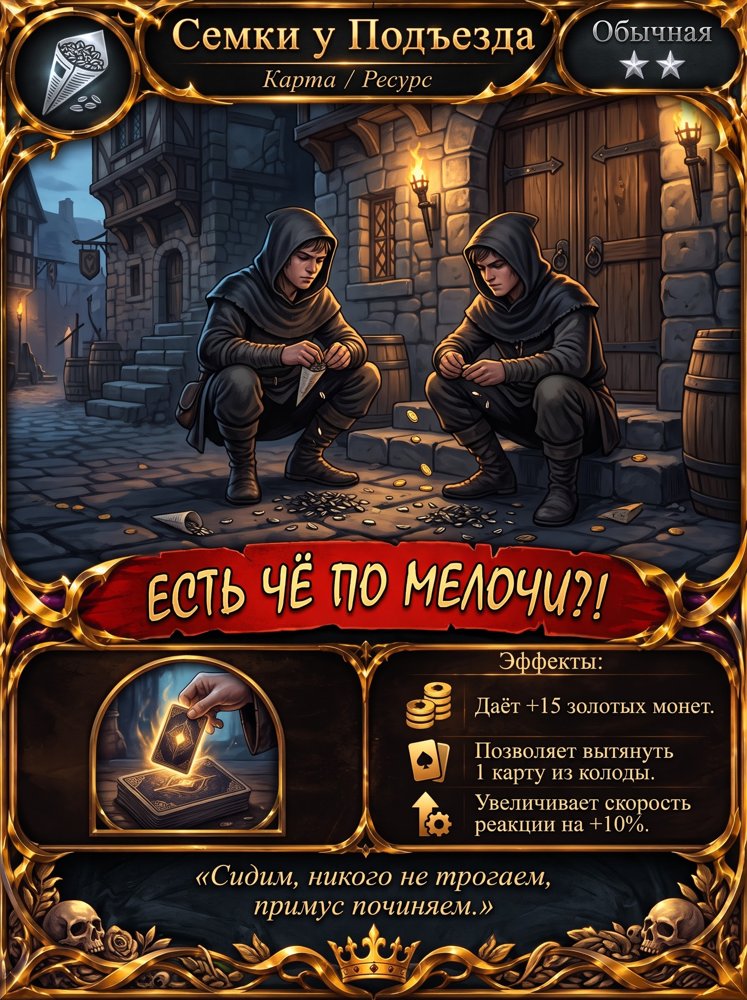 Семки у Подъезда
Карта / Ресурс
Обычная
ЕСТЬ ЧЁ ПО МЕЛОЧИ?!
Эффекты:
Даёт +15 золотых монет.
Позволяет вытянуть
1 карту из колоды.
Увеличивает скорость
реакции на +10%.
«Сидим, никого не трогаем,
примус починяем.»